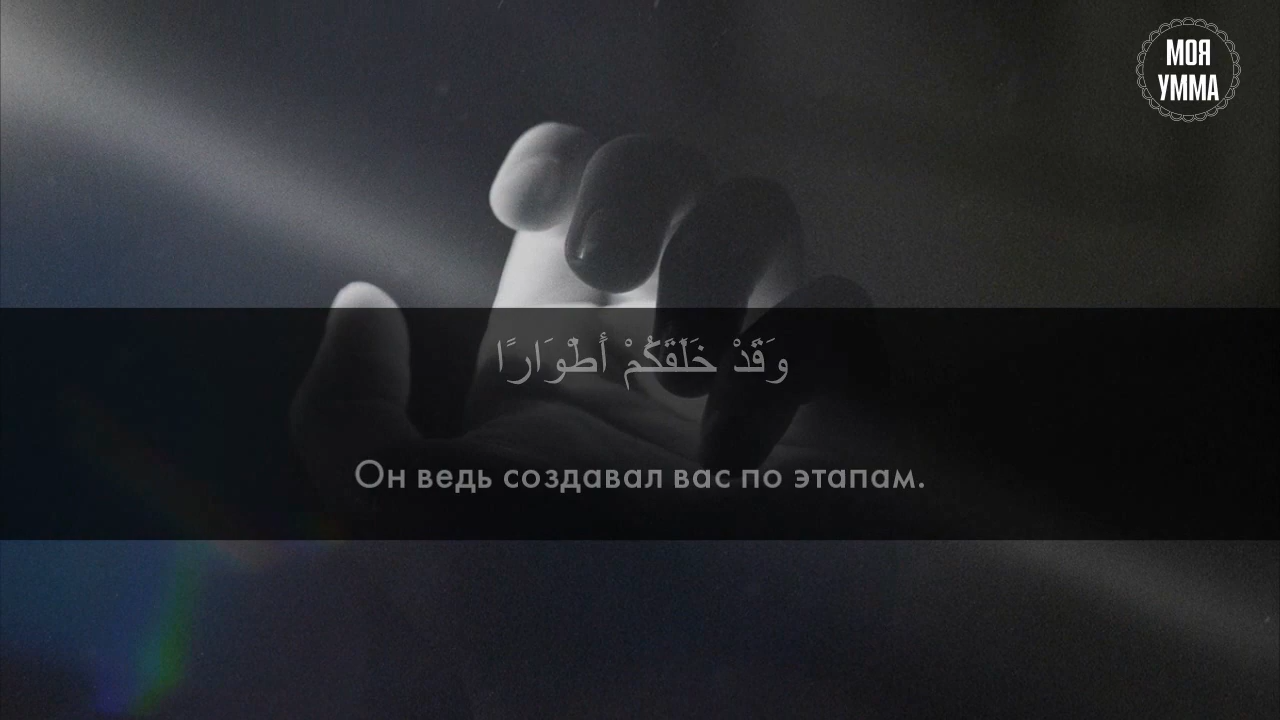 МОЯ
УММА
وَقَدْ خَلَقَكُمْ أَطْوَارًا
Он ведь создавал вас по этапам.